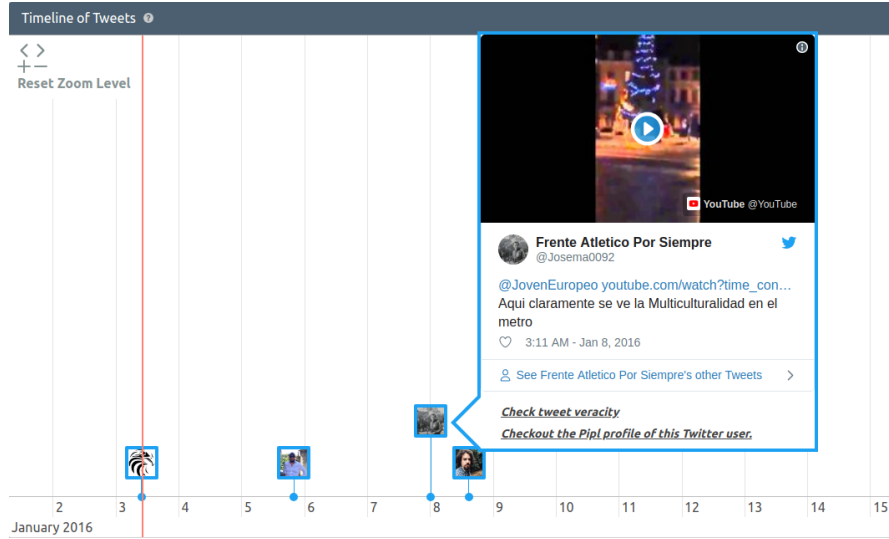 Timeline of Tweets ?
Reset Zoom Level
YouTube @YouTube
Frente Atletico Por Siempre
@Josema0092
@JovenEuropeo youtube.com/watch?time_con…
Aqui claramente se ve la Multiculturalidad en el
metro
3:11 AM - Jan 8, 2016
See Frente Atletico Por Siempre's other Tweets
Check tweet veracity
Checkout the Pipl profile of this Twitter user.
2 3 4 5 6 7 8 9 10 11 12 13 14 15
January 2016